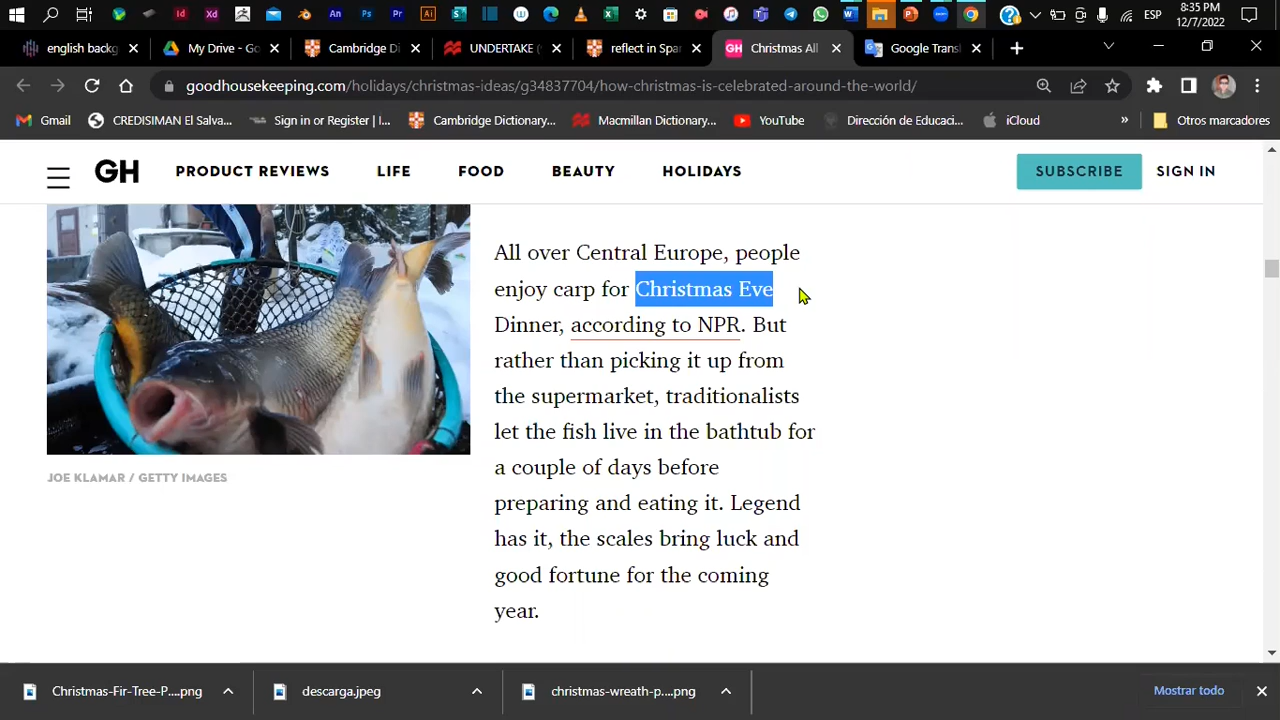 8:35 PM
ESP
12/7/2022
english backg
My Drive - Go
Cambridge Di
UNDERTAKE (
reflect in Spa
GH
Christmas All
Google Transl
goodhousekeeping.com/holidays/christmas-ideas/g34837704/how-christmas-is-celebrated-around-the-world/
Gmail
CREDISIMAN El Salva...
Sign in or Register | I...
Cambridge Dictionary...
Macmillan Dictionary...
YouTube
Dirección de Educaci...
iCloud
»
Otros marcadores
GH
PRODUCT REVIEWS
LIFE
FOOD
BEAUTY
HOLIDAYS
SUBSCRIBE
SIGN IN
All over Central Europe, people
enjoy carp for Christmas Eve
Dinner, according to NPR. But
rather than picking it up from
the supermarket, traditionalists
let the fish live in the bathtub for
a couple of days before
preparing and eating it. Legend
has it, the scales bring luck and
good fortune for the coming
year.
JOE KLAMAR / GETTY IMAGES
Christmas-Fir-Tree-P....png
descarga.jpeg
christmas-wreath-p....png
Mostrar todo